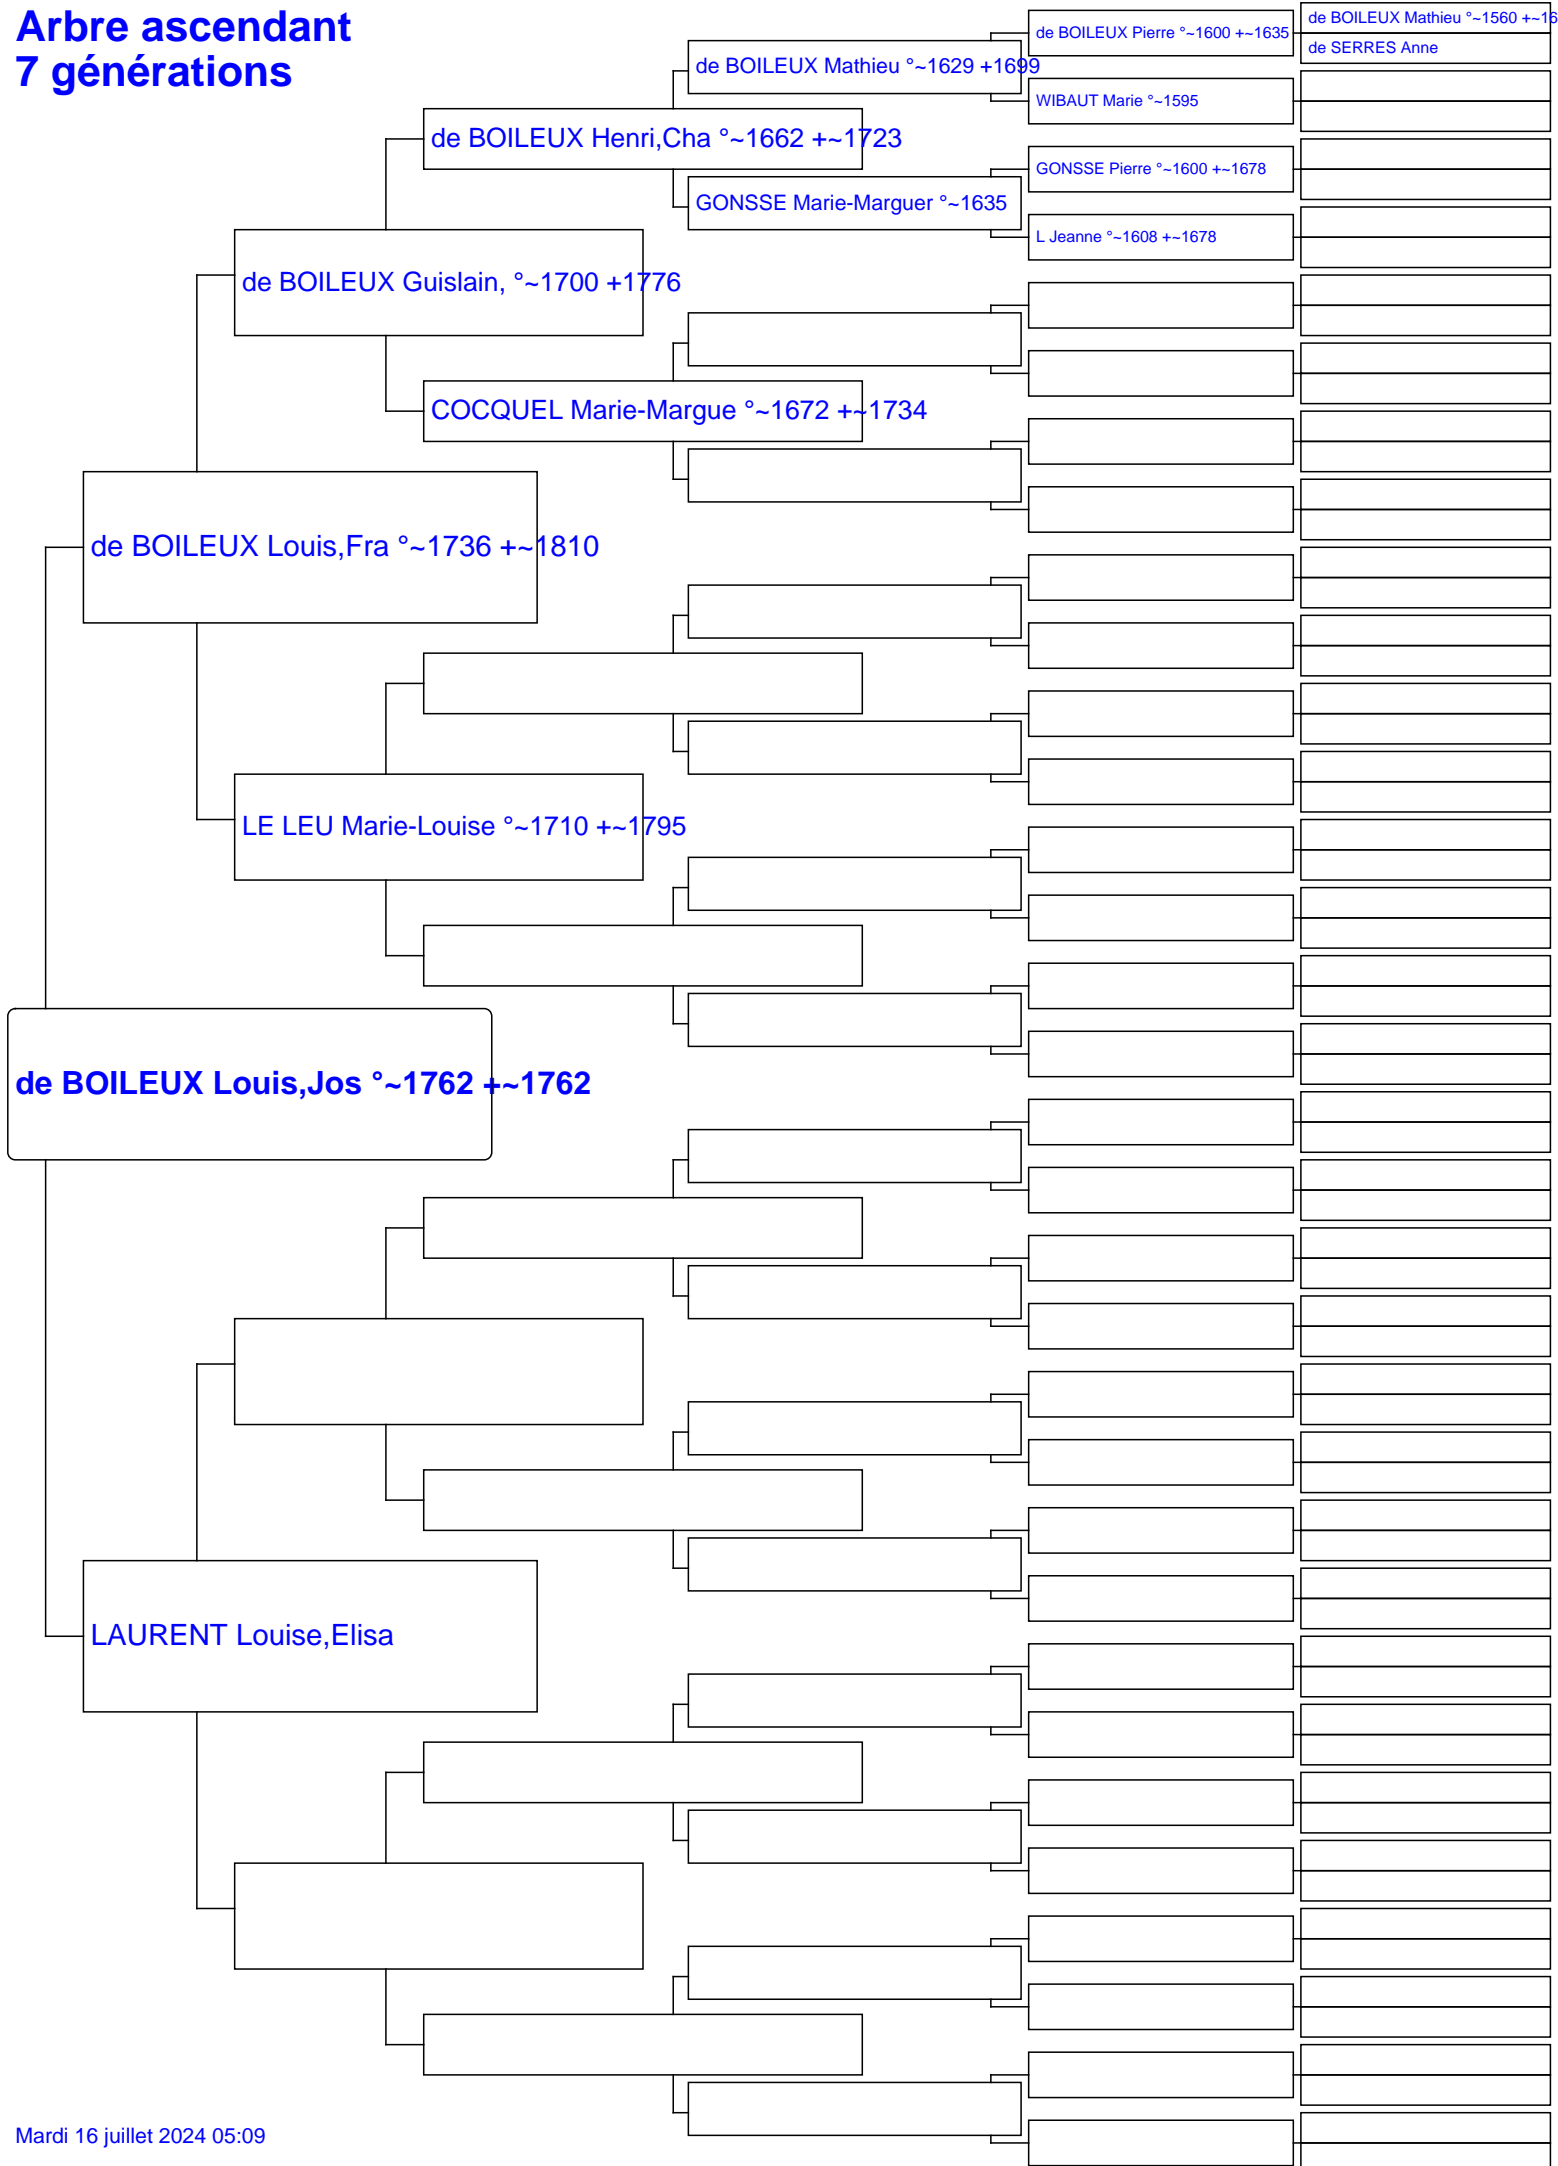 Arbre ascendant
7 générations
de BOILEUX Pierre °~1600 +~1635
de BOILEUX Mathieu °~1560 +~16
de SERRES Anne
de BOILEUX Mathieu °~1629 +1699
WIBAUT Marie °~1595
de BOILEUX Henri,Cha °~1662 +~1723
GONSSE Pierre °~1600 +~1678
GONSSE Marie-Marguer °~1635
L Jeanne °~1608 +~1678
de BOILEUX Guislain, °~1700 +1776
COCQUEL Marie-Margue °~1672 +~1734
de BOILEUX Louis,Fra °~1736 +~1810
LE LEU Marie-Louise °~1710 +~1795
de BOILEUX Louis,Jos °~1762 +~1762
LAURENT Louise,Elisa
Mardi 16 juillet 2024 05:09